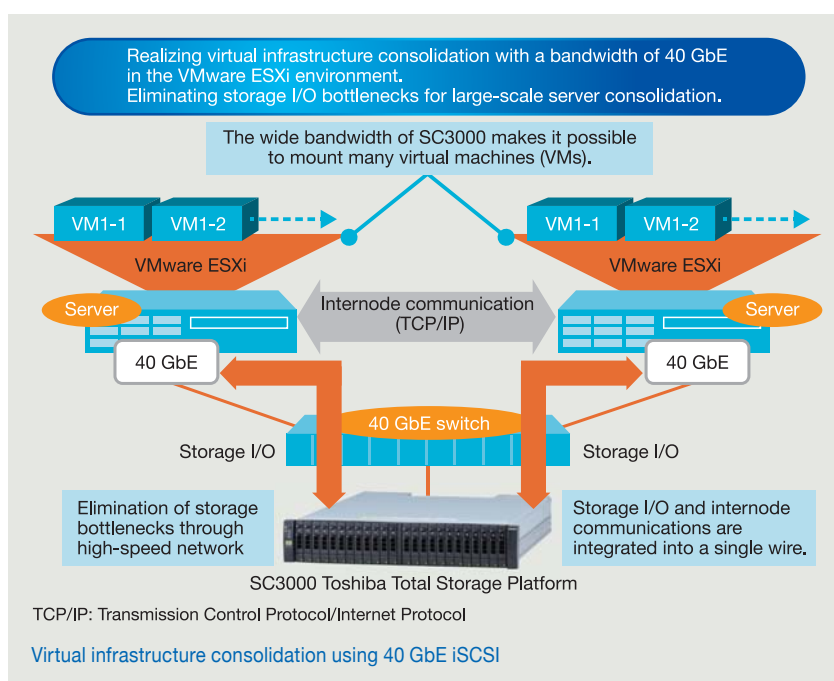 Realizing virtual infrastructure consolidation with a bandwidth of 40 GbE
in the VMware ESXi environment.
Eliminating storage I/O bottlenecks for large-scale server consolidation.
The wide bandwidth of SC3000 makes it possible
to mount many virtual machines (VMs).
VM1-1
VM1-2
VM1-1
VM1-2
VMware ESXi
VMware ESXi
Server
Internode communication
(TCP/IP)
Server
40 GbE
40 GbE
40 GbE switch
Storage I/O
Storage I/O
Elimination of storage
bottlenecks through
high-speed network
Storage I/O and internode
communications are
integrated into a single wire.
SC3000 Toshiba Total Storage Platform
TCP/IP: Transmission Control Protocol/Internet Protocol
Virtual infrastructure consolidation using 40 GbE iSCSI